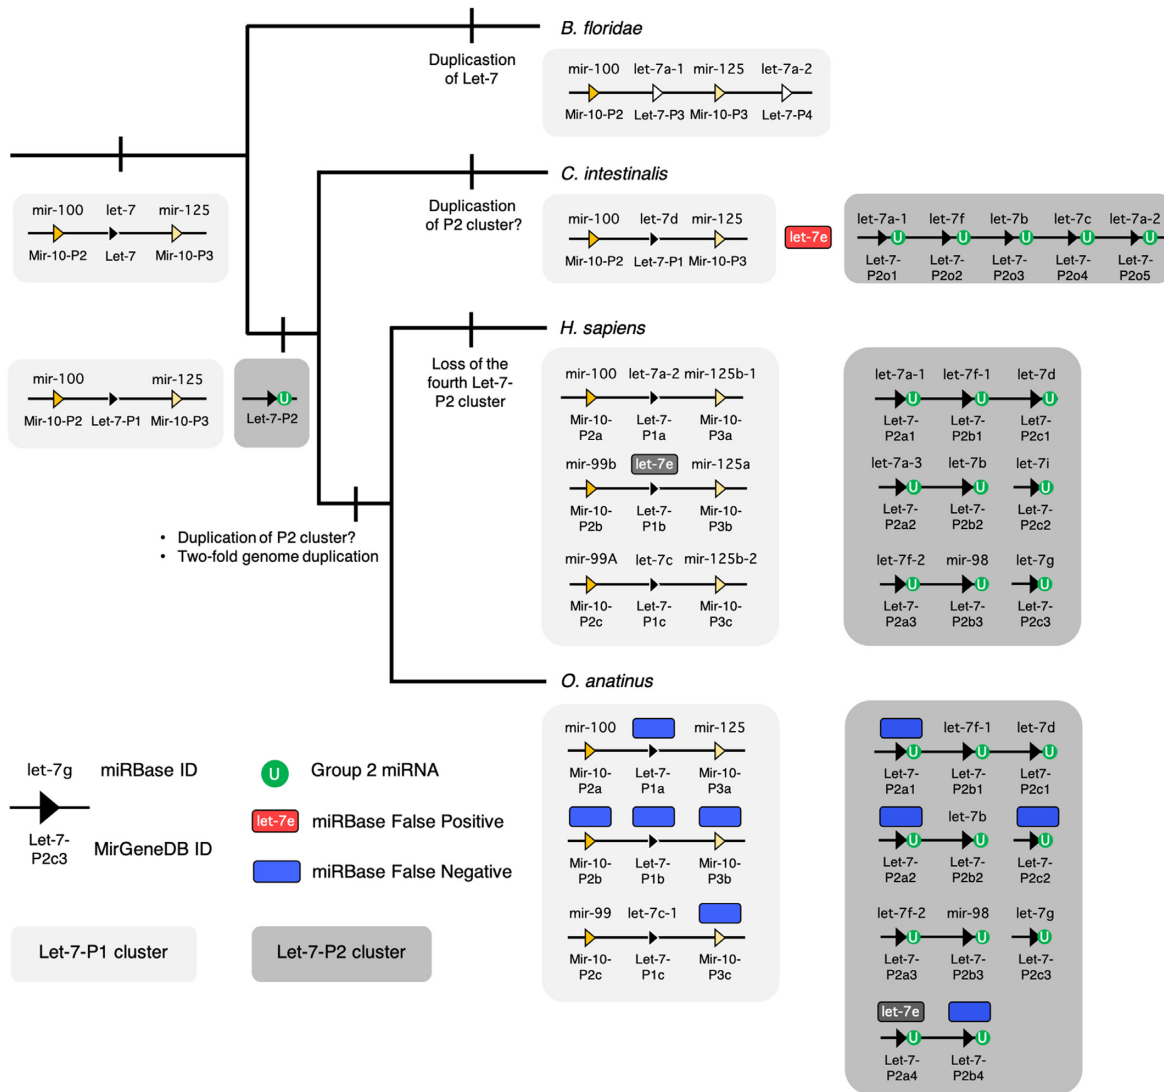 B. floridae
Duplicastion
of Let-7
mir-100 let-7a-1 mir-125 let-7a-2
Mir-10-P2 Let-7-P3 Mir-10-P3 Let-7-P4
C. intestinalis
Duplicastion
of P2 cluster?
mir-100 let-7 mir-125
Mir-10-P2 Let-7 Mir-10-P3
mir-100 let-7d mir-125
Mir-10-P2 Let-7-P1 Mir-10-P3
let-7e
let-7a-1 let-7f let-7b let-7c let-7a-2
U U U U U
Let-7- Let-7- Let-7- Let-7- Let-7-
P2o1 P2o2 P2o3 P2o4 P2o5
H. sapiens
Loss of the
fourth Let-7-
P2 cluster
mir-100 mir-125
Mir-10-P2 Let-7-P1 Mir-10-P3
U
Let-7-P2
mir-100 let-7a-2 mir-125b-1
Mir-10- Let-7- Mir-10-
P2a P1a P3a
mir-99b let-7e mir-125a
Mir-10- Let-7- Mir-10-
P2b P1b P3b
mir-99A let-7c mir-125b-2
Mir-10- Let-7- Mir-10-
P2c P1c P3c
let-7a-1 let-7f-1 let-7d
U U U
Let-7- Let-7- Let-7-
P2a1 P2b1 P2c1
let-7a-3 let-7b let-7i
U U U
Let-7- Let-7- Let-7-
P2a2 P2b2 P2c2
let-7f-2 mir-98 let-7g
U U U
Let-7- Let-7- Let-7-
P2a3 P2b3 P2c3
• Duplication of P2 cluster?
• Two-fold genome duplication
O. anatinus
mir-100 mir-125
Mir-10- Let-7- Mir-10-
P2a P1a P3a
Mir-10- Let-7- Mir-10-
P2b P1b P3b
mir-99 let-7c-1
Mir-10- Let-7- Mir-10-
P2c P1c P3c
let-7f-1 let-7d
U U U
Let-7- Let-7- Let-7-
P2a1 P2b1 P2c1
let-7b
U U U
Let-7- Let-7- Let-7-
P2a2 P2b2 P2c2
let-7f-2 mir-98 let-7g
U U U
Let-7- Let-7- Let-7-
P2a3 P2b3 P2c3
let-7e
U U
Let-7- Let-7-
P2a4 P2b4
let-7g miRBase ID
Let-7-
P2c3 MirGeneDB ID
U Group 2 miRNA
let-7e miRBase False Positive
miRBase False Negative
Let-7-P1 cluster
Let-7-P2 cluster